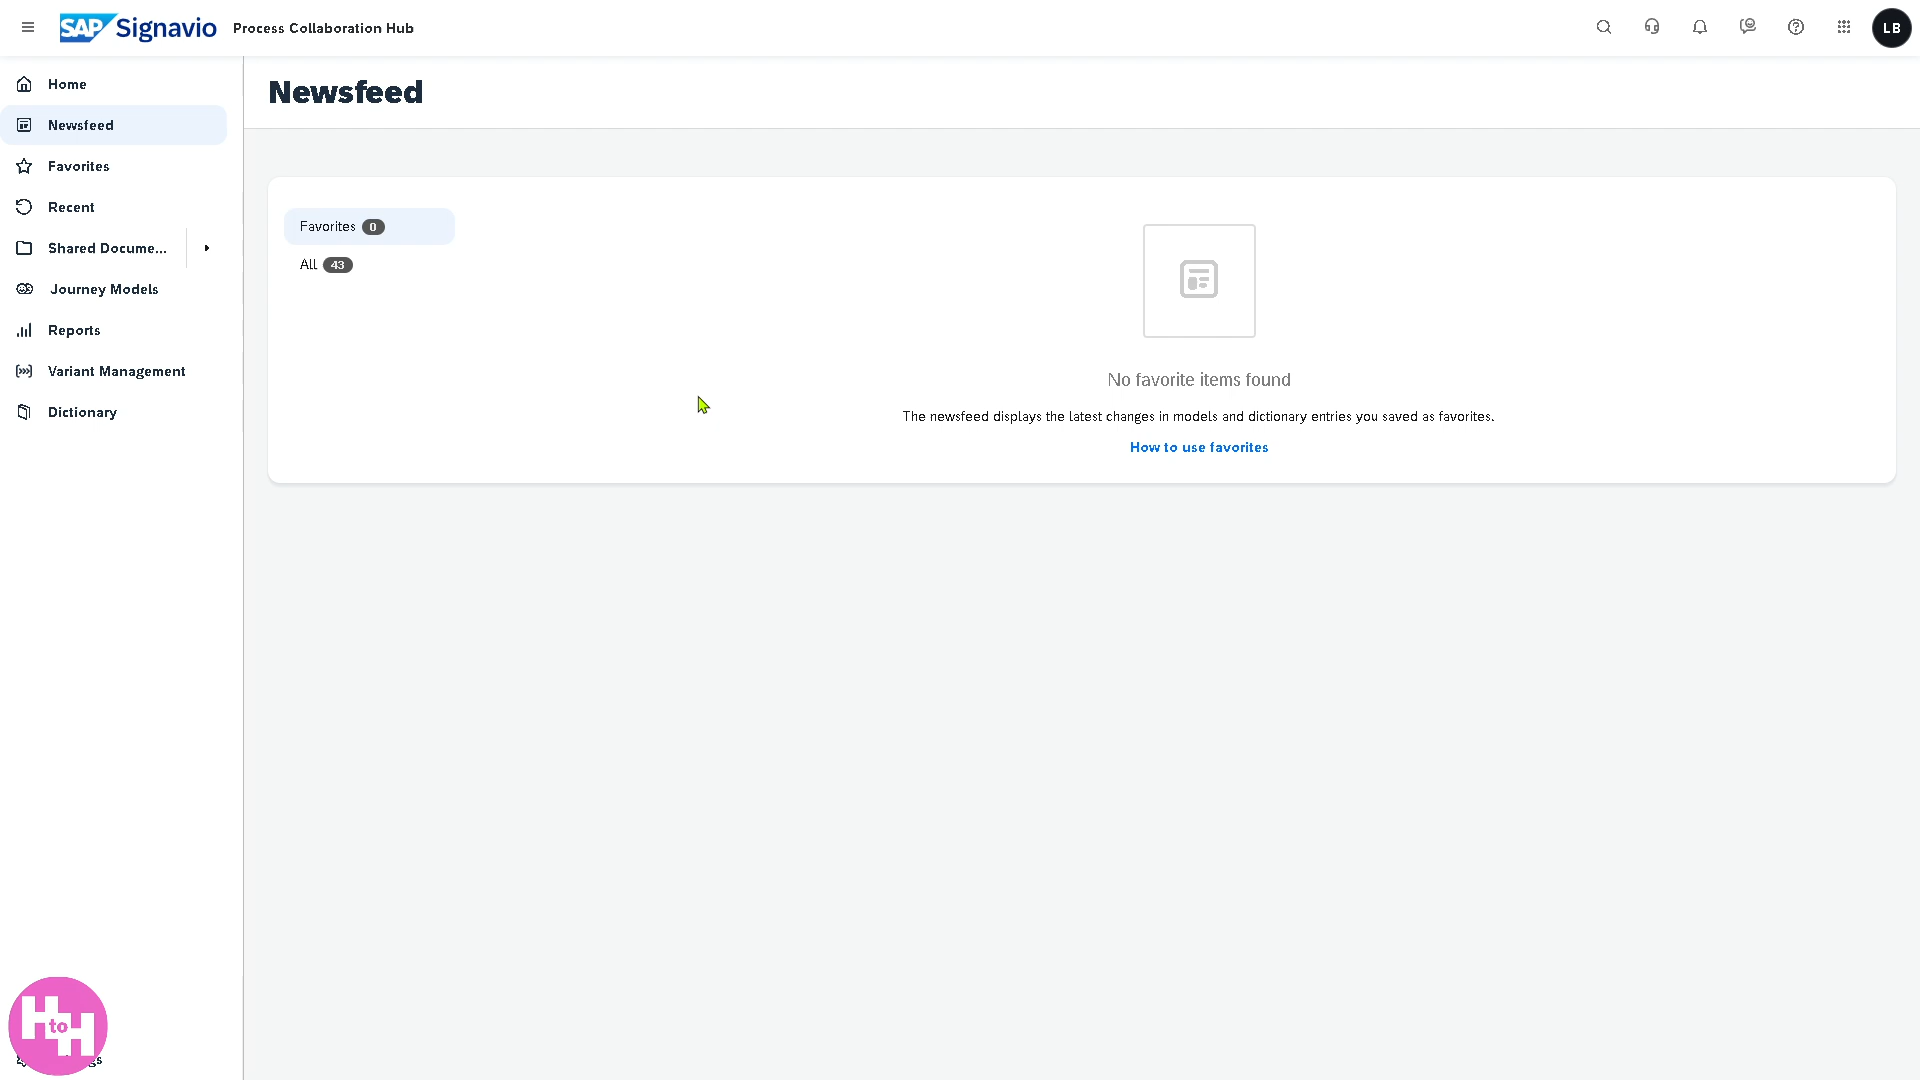 SAP Signavio Process Collaboration Hub
LB
Home
Newsfeed
Favorites
Recent
Shared Docume...
Journey Models
Reports
Variant Management
Dictionary
Newsfeed
Favorites 0
All 43
No favorite items found
The newsfeed displays the latest changes in models and dictionary entries you saved as favorites.
How to use favorites
H to H